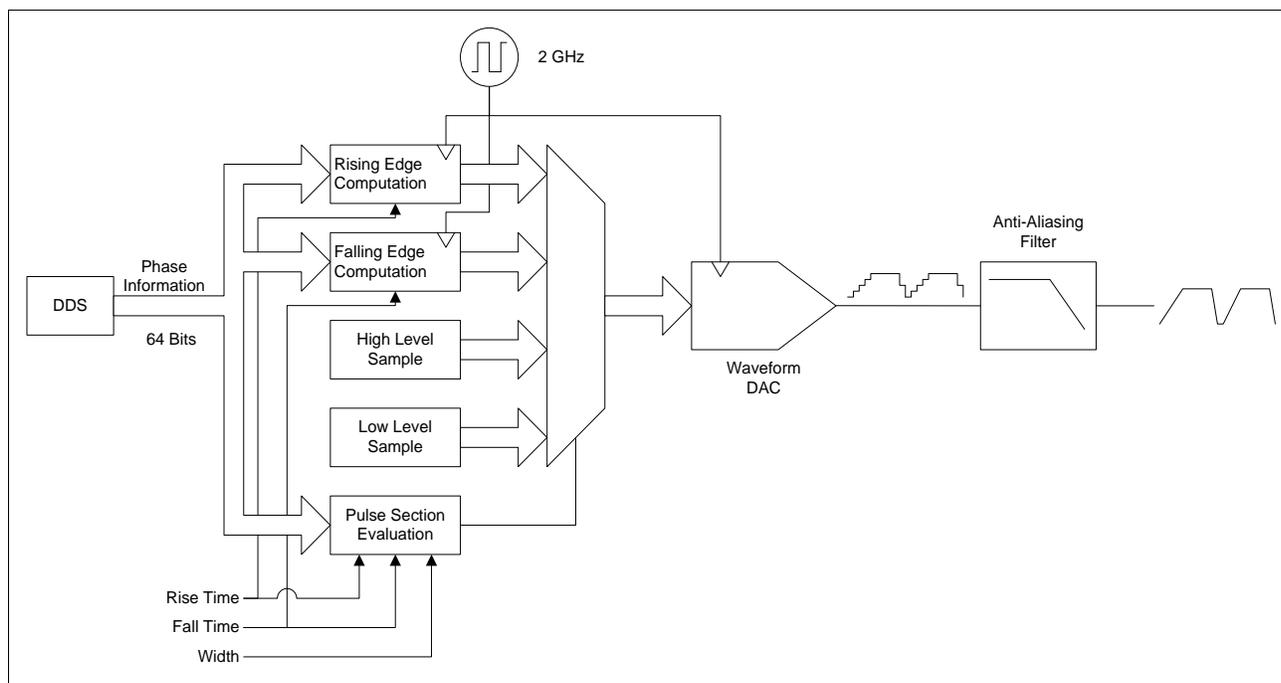 2 GHz
Rising Edge
Computation
Falling Edge
Computation
Phase
Information
DDS
64 Bits
High Level
Sample
Low Level
Sample
Pulse Section
Evaluation
Waveform
DAC
Anti-Aliasing
Filter
Rise Time
Fall Time
Width